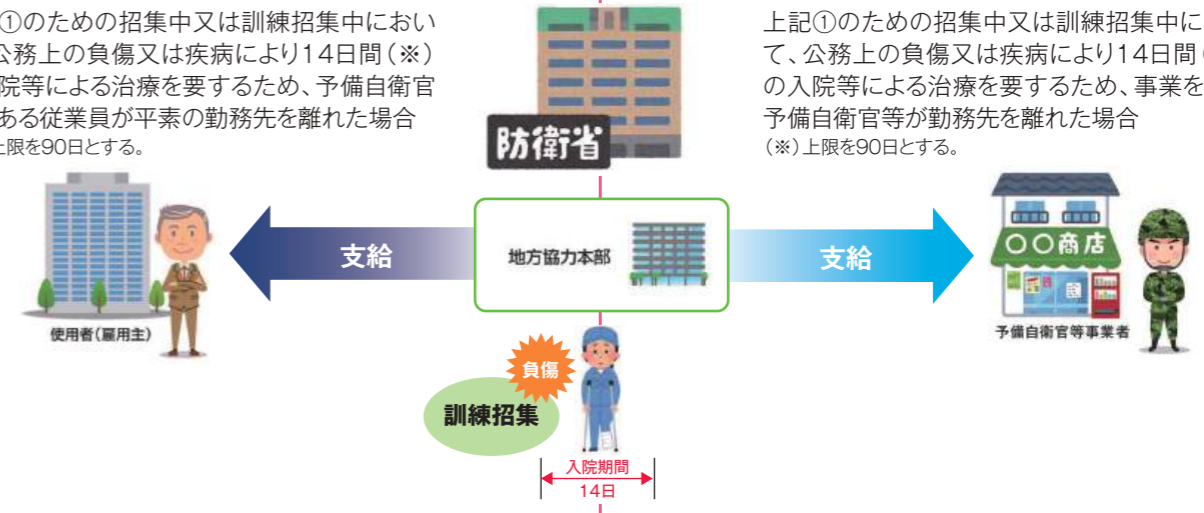 ①のための招集中又は訓練招集中におい
公務上の負傷又は疾病により14日間(※)
院等による治療を要するため、予備自衛官
ある従業員が平素の勤務先を離れた場合
上限を90日とする。
上記①のための招集中又は訓練招集中に
て、公務上の負傷又は疾病により14日間(
の入院等による治療を要するため、事業を
予備自衛官等が勤務先を離れた場合
(※)上限を90日とする。
防衛省
支給
地方協力本部
支給
〇〇商店
使用者(雇用主)
予備自衛官等事業者
負傷
訓練招集
入院期間
14日